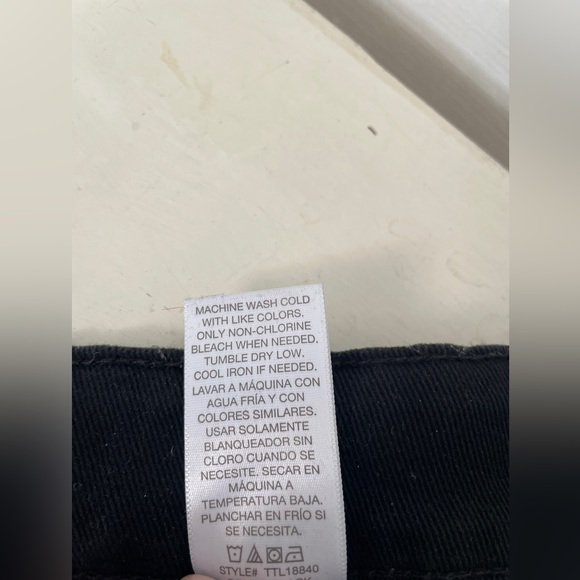 MACHINE WASH COLD
WITH LIKE COLORS.
ONLY NON-CHLORINE
BLEACH WHEN NEEDED.
TUMBLE DRY LOW.
COOL IRON IF NEEDED.
LAVAR A MÁQUINA CON
AGUA FRÍA Y CON
COLORES SIMILARES.
USAR SOLAMENTE
BLANQUEADOR SIN
CLORO CUANDO SE
NECESITE. SECAR EN
MÁQUINA A
TEMPERATURA BAJA.
PLANCHAR EN FRÍO SI
SE NECESITA.
STYLE# TTL18840